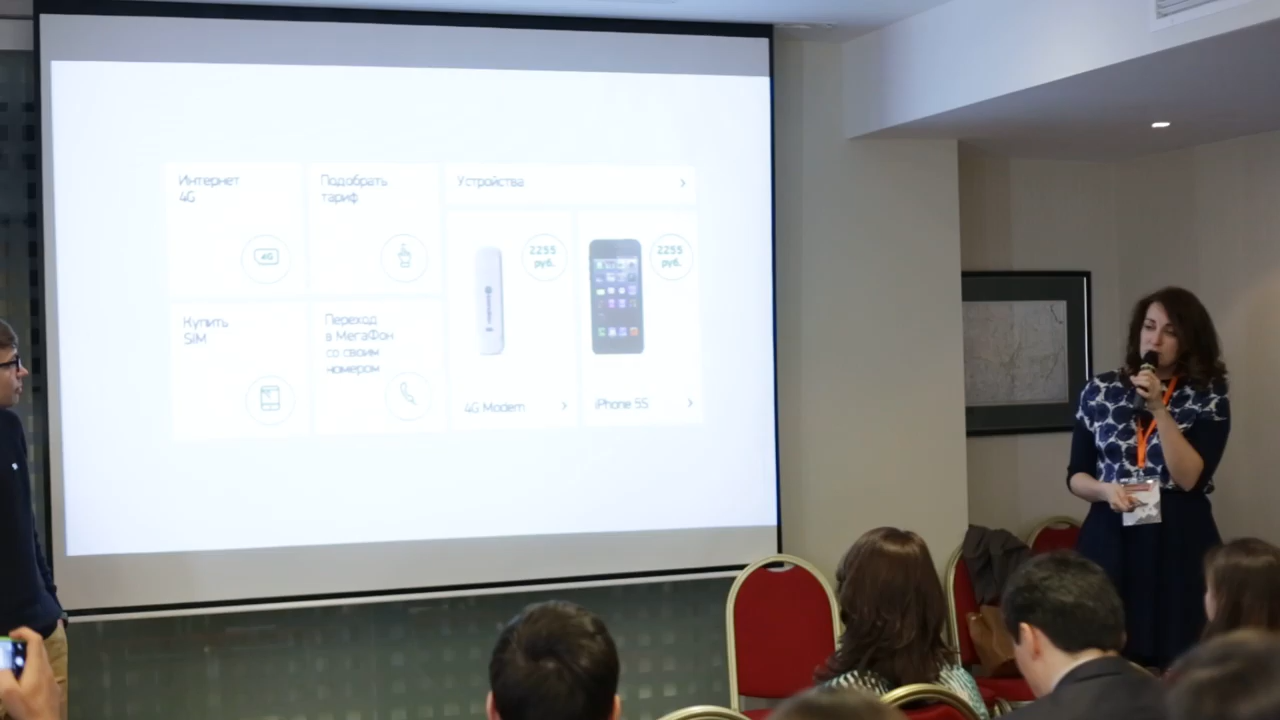 Интернет
4G
4G
Подобрать
тариф
Устройства
2255
руб.
2255
руб.
Купить
SIM
Переход
в МегаФон
со своим
номером
4G Modem
iPhone 5S